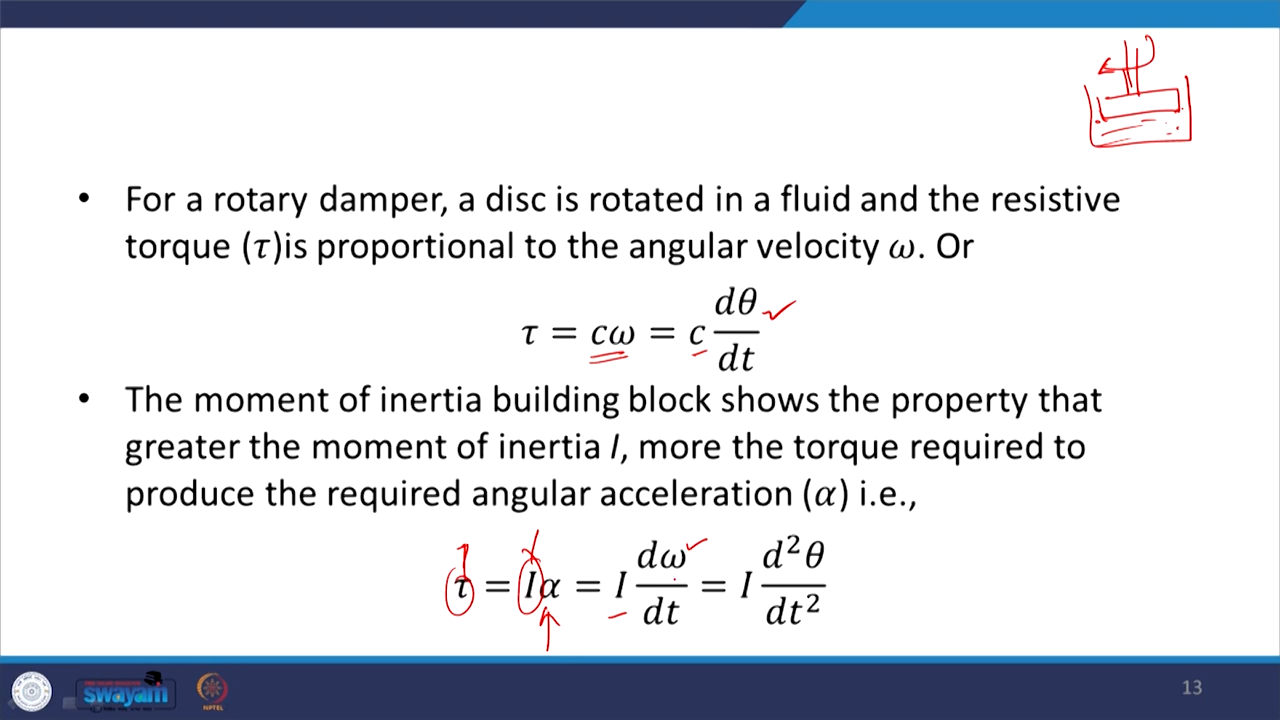 • For a rotary damper, a disc is rotated in a fluid and the resistive
torque (τ)is proportional to the angular velocity ω. Or
τ = cω = c dθ/dt
• The moment of inertia building block shows the property that
greater the moment of inertia I, more the torque required to
produce the required angular acceleration (α) i.e.,
τ = Iα = I dω/dt = I d²θ/dt²
swayam
NPTEL
13